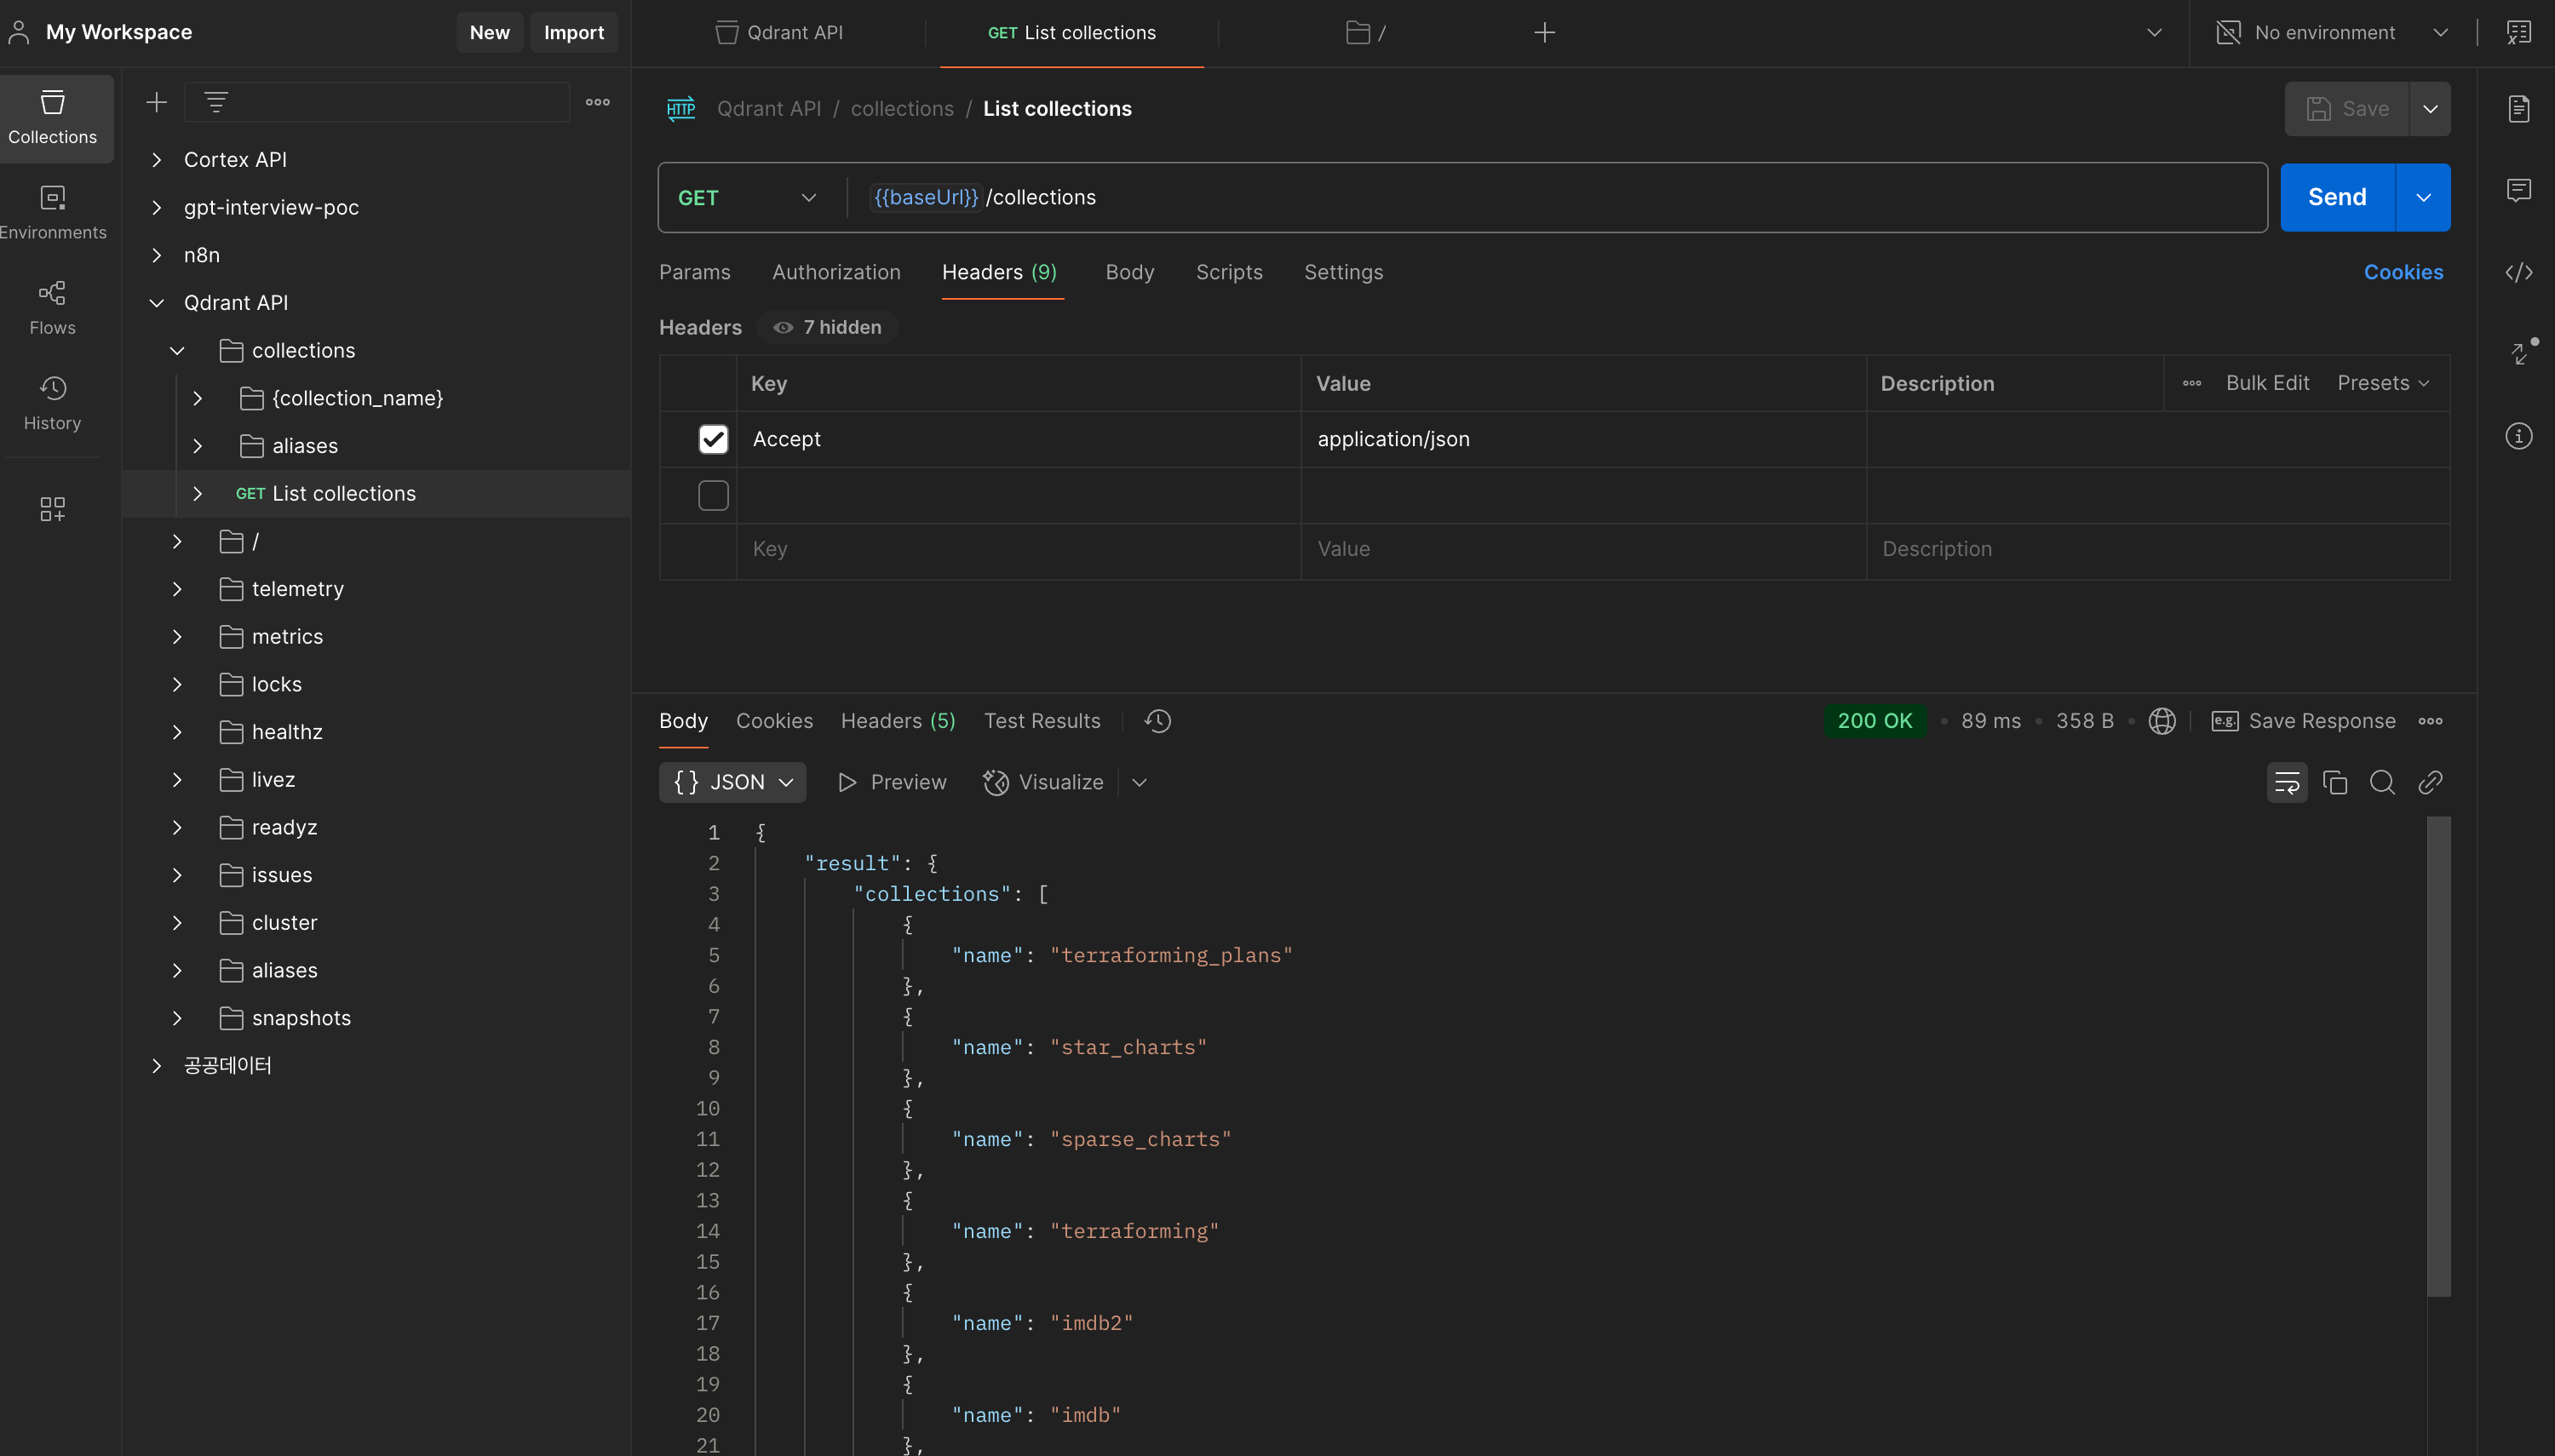 My Workspace
New
Import
Qdrant API
GET List collections
/
No environment
Collections
Environments
Flows
History
Cortex API
gpt-interview-poc
n8n
Qdrant API
collections
{collection_name}
aliases
GET List collections
/
telemetry
metrics
locks
healthz
livez
readyz
issues
cluster
aliases
snapshots
공공데이터
HTTP Qdrant API / collections / List collections
Save
GET
{{baseUrl}}/collections
Send
Params
Authorization
Headers (9)
Body
Scripts
Settings
Cookies
Headers
7 hidden
Key
Value
Description
Bulk Edit
Presets
Accept
application/json
Key
Value
Description
Body
Cookies
Headers (5)
Test Results
200 OK
89 ms
358 B
e.g. Save Response
{} JSON
Preview
Visualize
1 {
2 "result": {
3 "collections": [
4 {
5 "name": "terraforming_plans"
6 },
7 {
8 "name": "star_charts"
9 },
10 {
11 "name": "sparse_charts"
12 },
13 {
14 "name": "terraforming"
15 },
16 {
17 "name": "imdb2"
18 },
19 {
20 "name": "imdb"
21 },